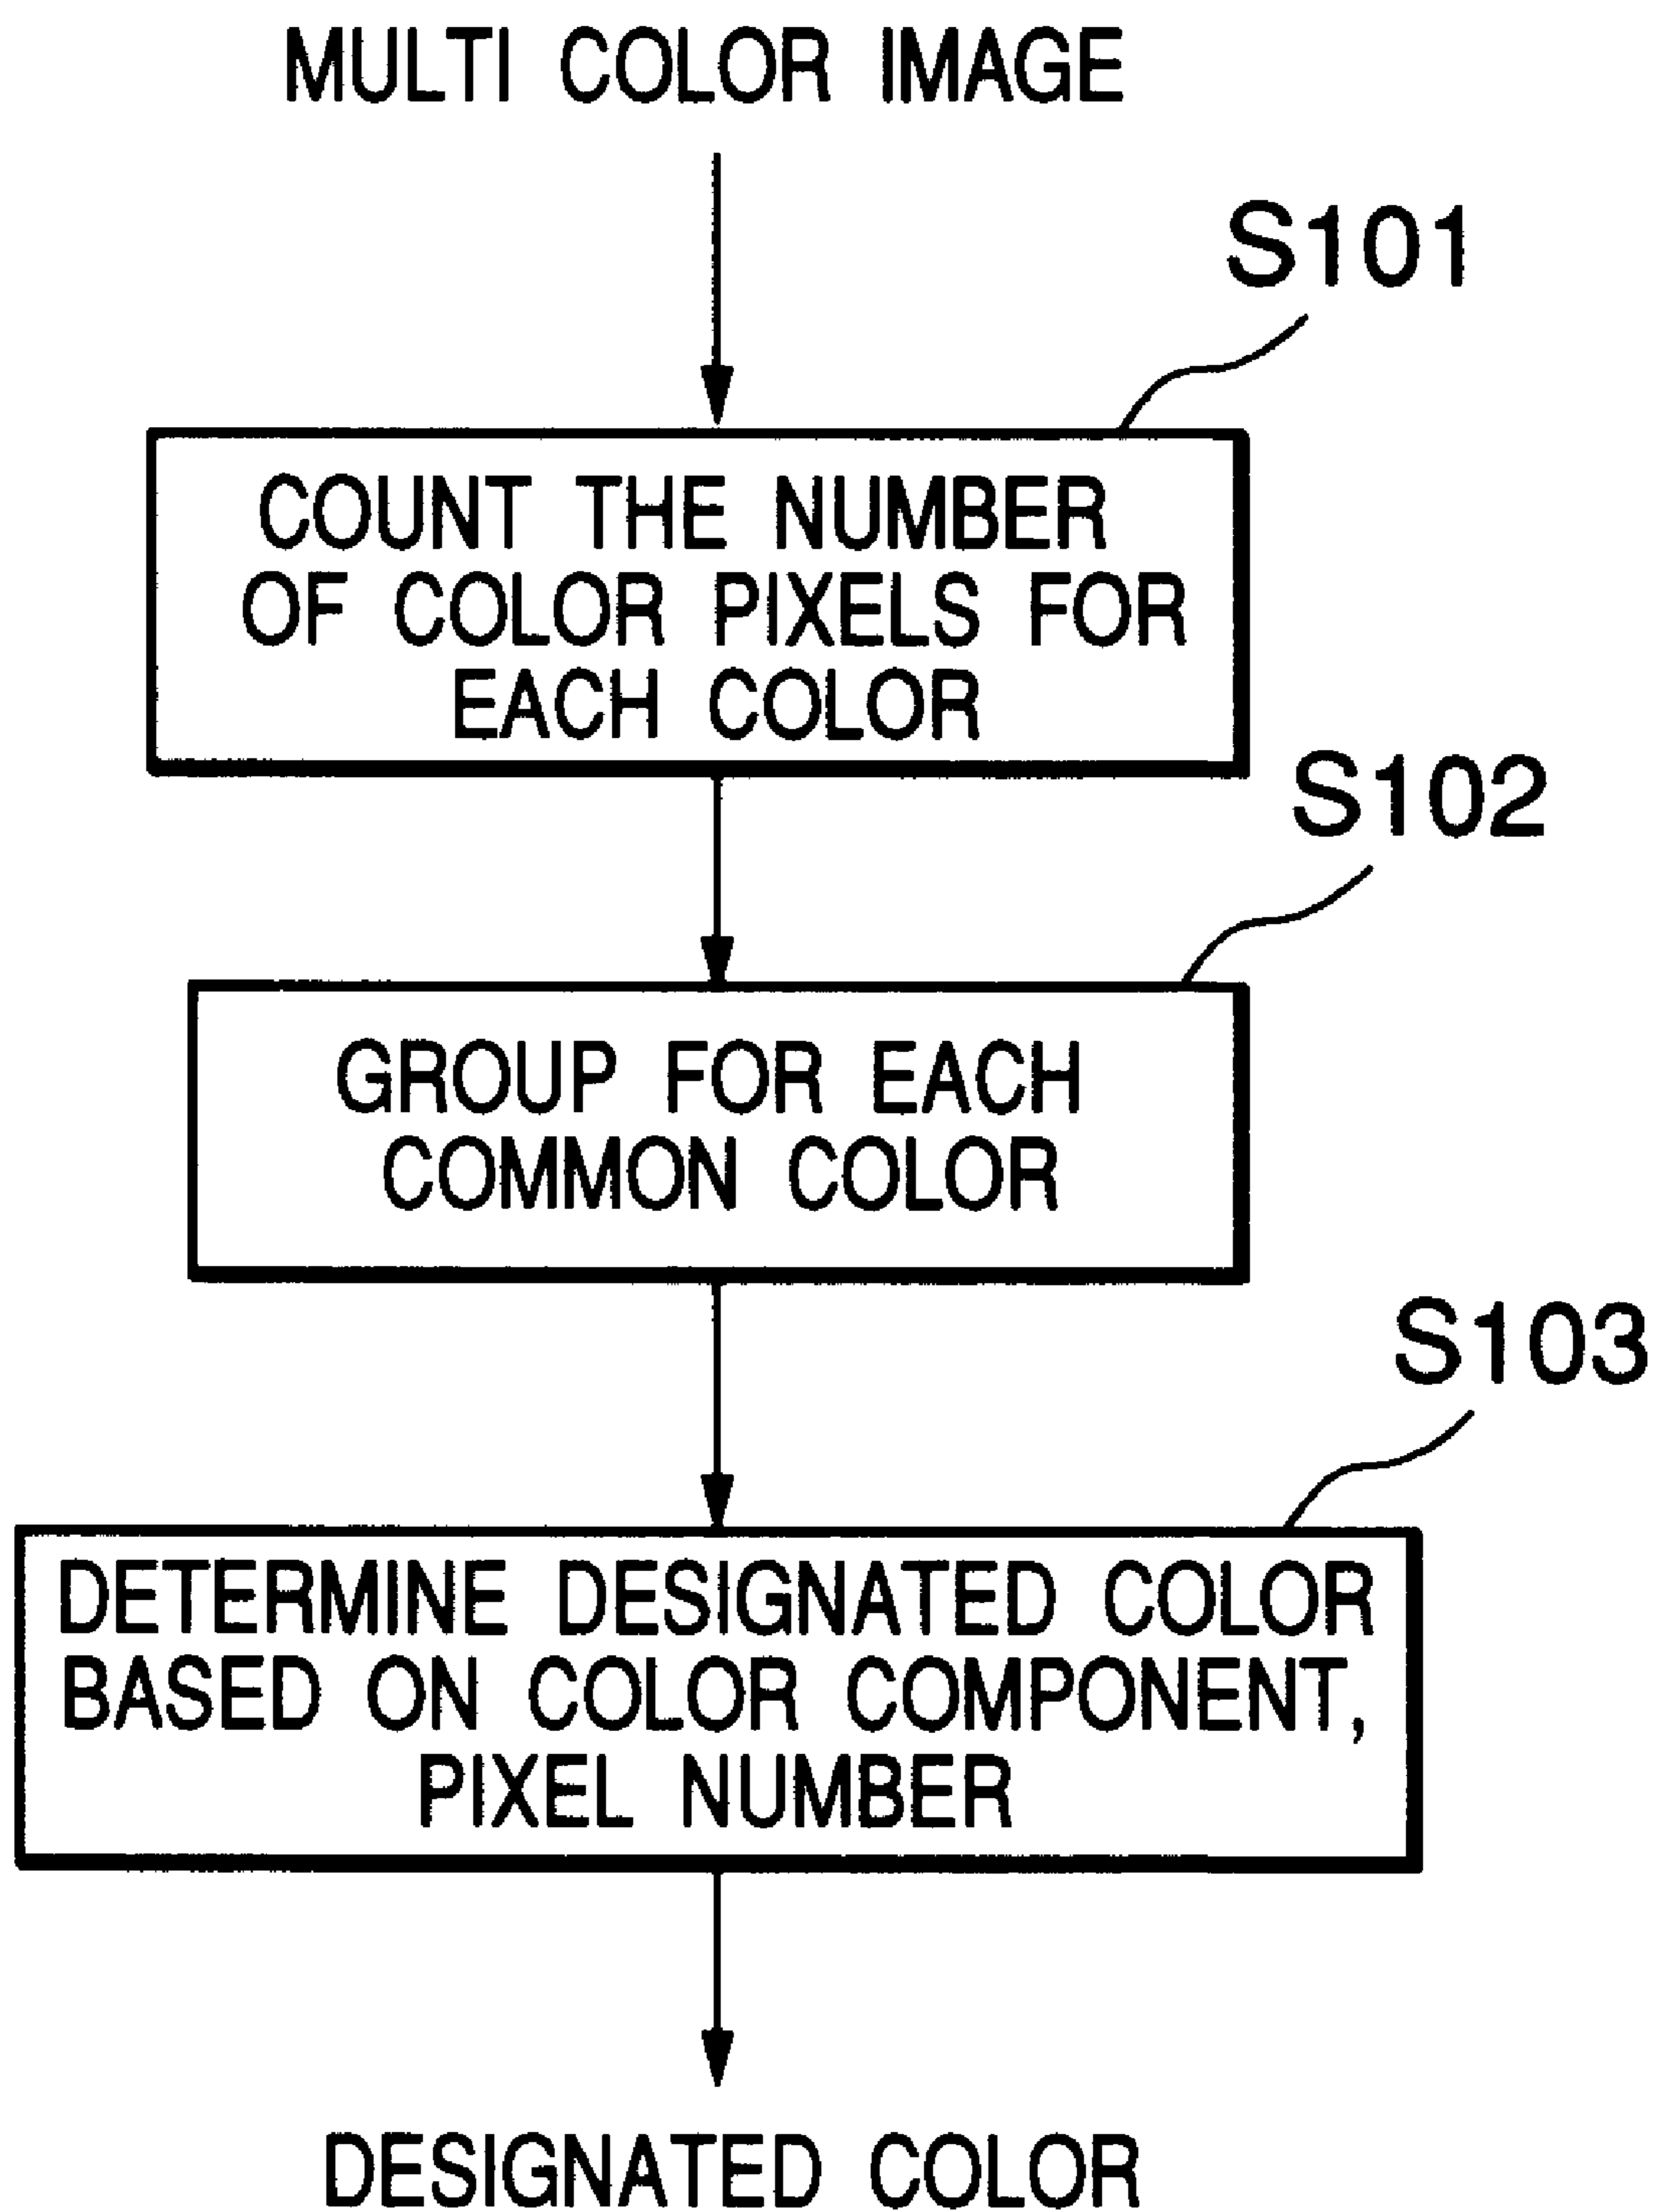 MULTI COLOR IMAGE
S101
COUNT THE NUMBER
OF COLOR PIXELS FOR
EACH COLOR
S102
GROUP FOR EACH
COMMON COLOR
S103
DETERMINE DESIGNATED COLOR
BASED ON COLOR COMPONENT,
PIXEL NUMBER
DESIGNATED COLOR